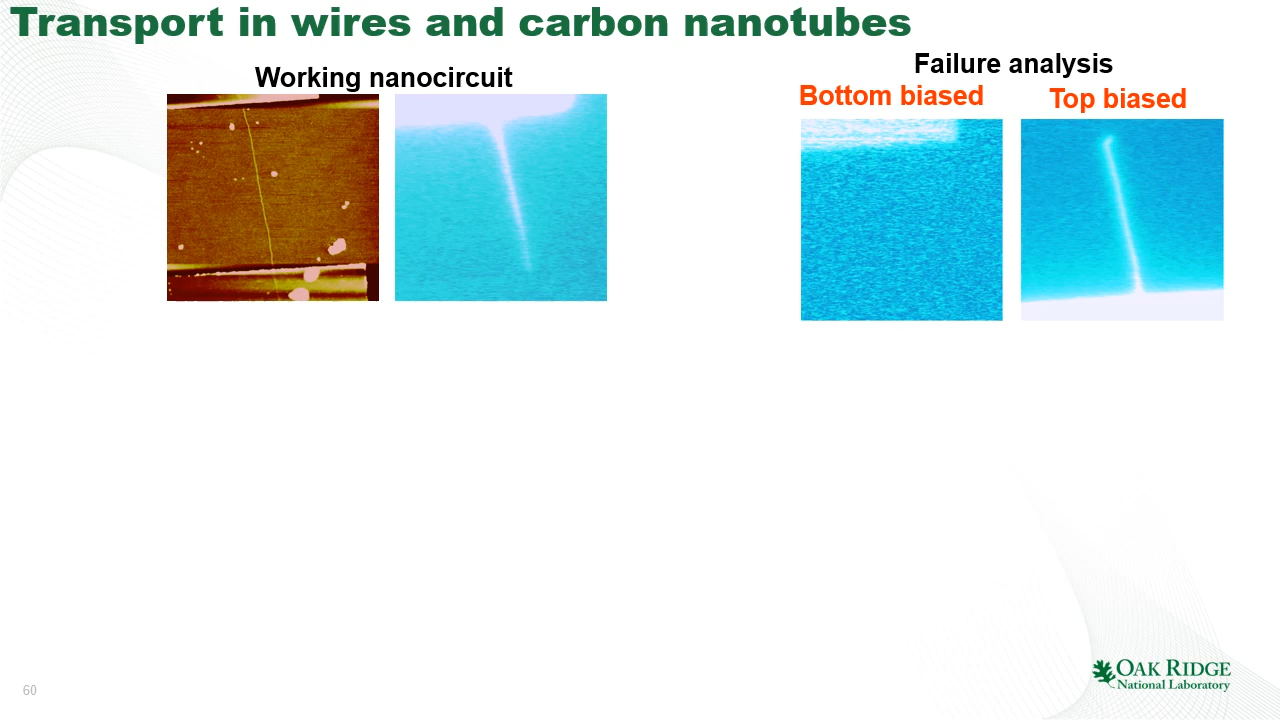 Transport in wires and carbon nanotubes
Working nanocircuit
Failure analysis
Bottom biased
Top biased
60
OAK RIDGE
National Laboratory